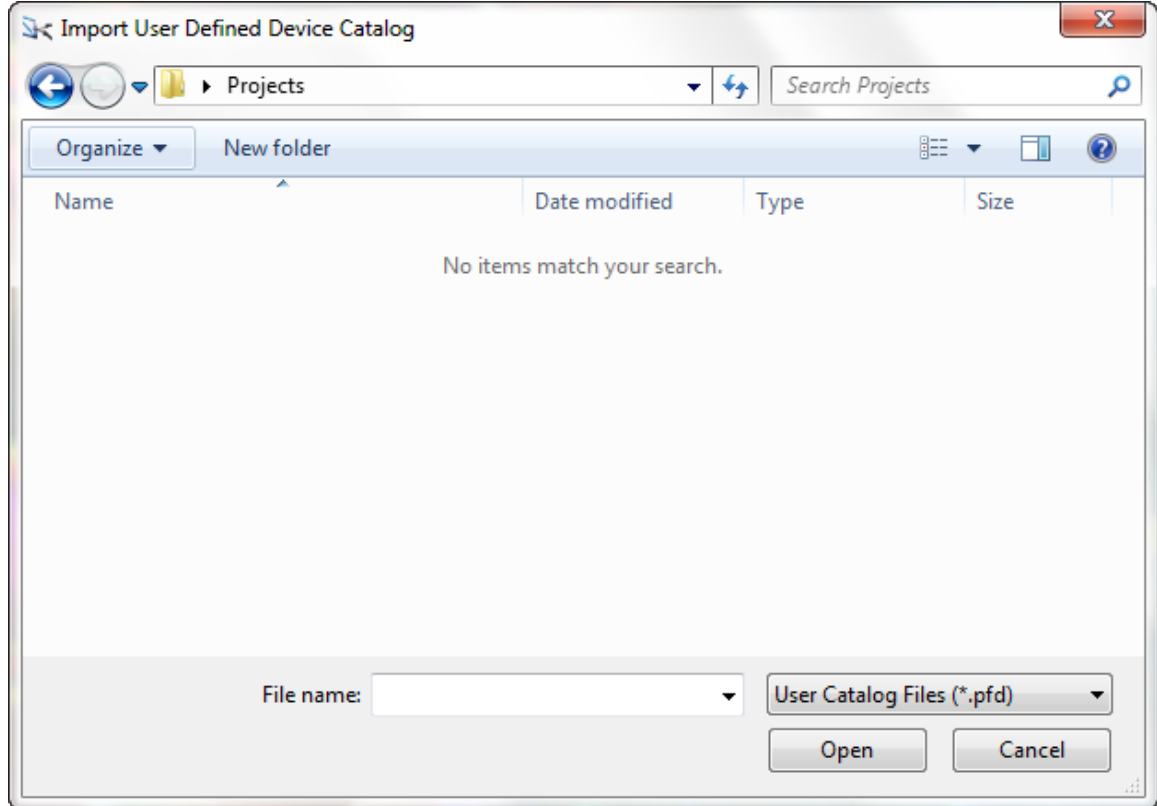 Import User Defined Device Catalog
Projects
Search Projects
Organize
New folder
Name
Date modified
Type
Size
No items match your search.
File name:
User Catalog Files (*.pfd)
Open
Cancel